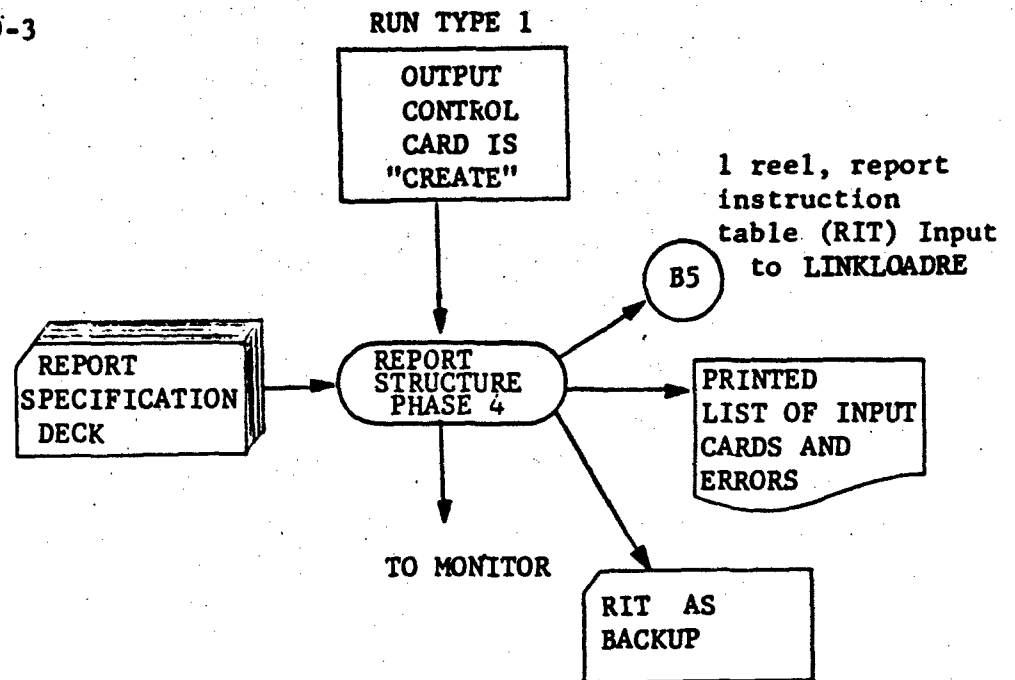 -3
RUN TYPE 1
OUTPUT
CONTROL
CARD IS
"CREATE"
1 reel, report
instruction
table (RIT) Input
to LINKLOADRE
B5
REPORT
SPECIFICATION
DECK
REPORT
STRUCTURE
PHASE 4
PRINTED
LIST OF INPUT
CARDS AND
ERRORS
TO MONITOR
RIT AS
BACKUP